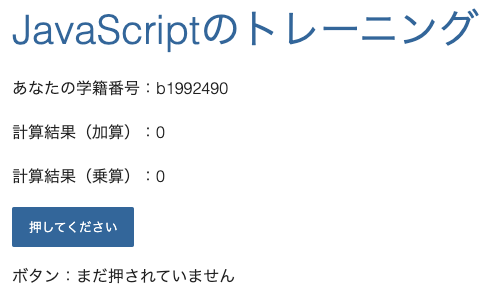 JavaScriptのトレーニング
あなたの学籍番号：b1992490
計算結果（加算）：0
計算結果（乗算）：0
押してください
ボタン：まだ押されていません